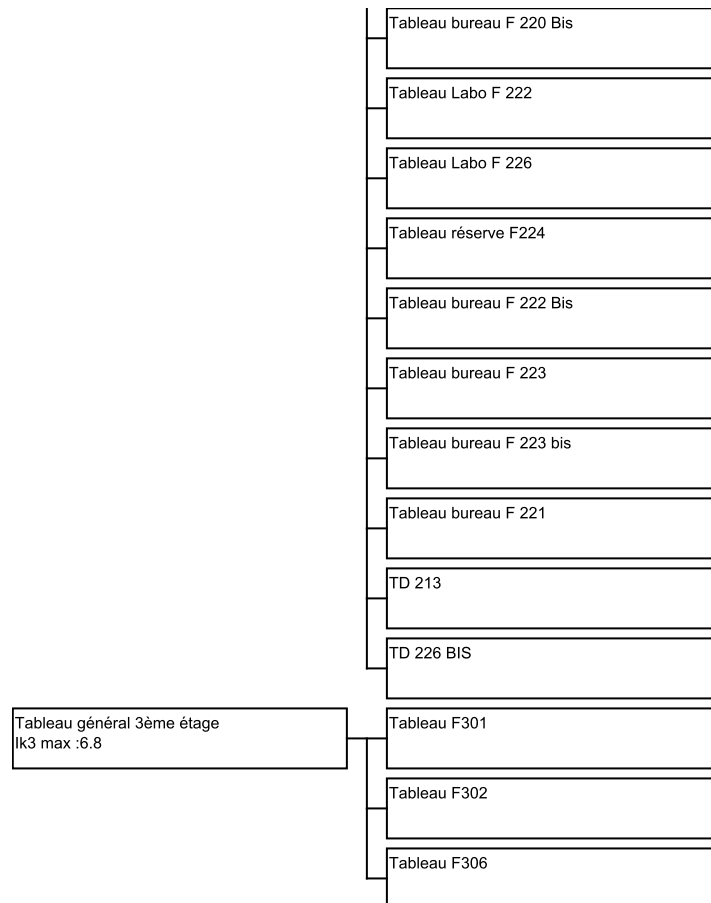 Tableau bureau F 220 Bis
Tableau Labo F 222
Tableau Labo F 226
Tableau réserve F224
Tableau bureau F 222 Bis
Tableau bureau F 223
Tableau bureau F 223 bis
Tableau bureau F 221
TD 213
TD 226 BIS
Tableau général 3ème étage
Ik3 max :6.8
Tableau F301
Tableau F302
Tableau F306